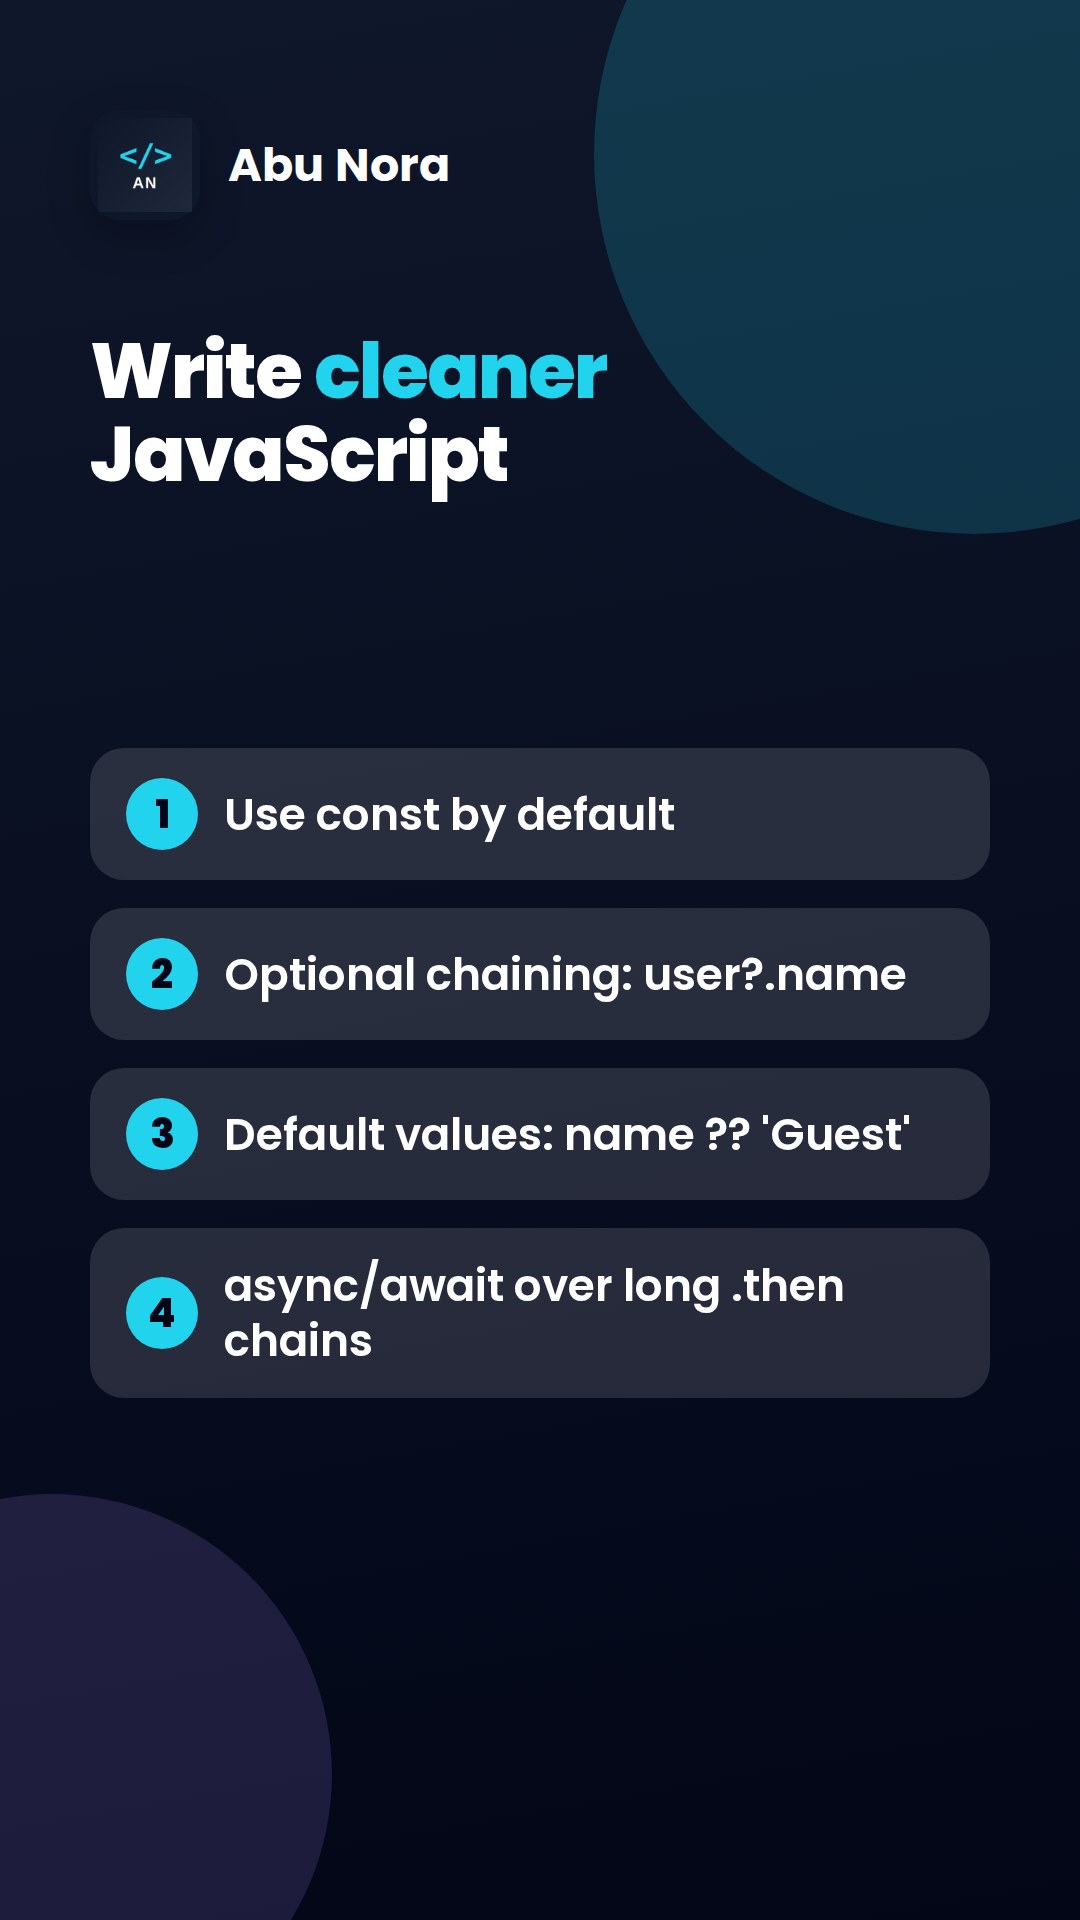 </>
AN
Abu Nora
Write cleaner
JavaScript
1 Use const by default
2 Optional chaining: user?.name
3 Default values: name ?? 'Guest'
4 async/await over long .then
chains